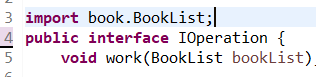 3 import book.BookList;
4 public interface IOperation {
5 void work(BookList bookList)